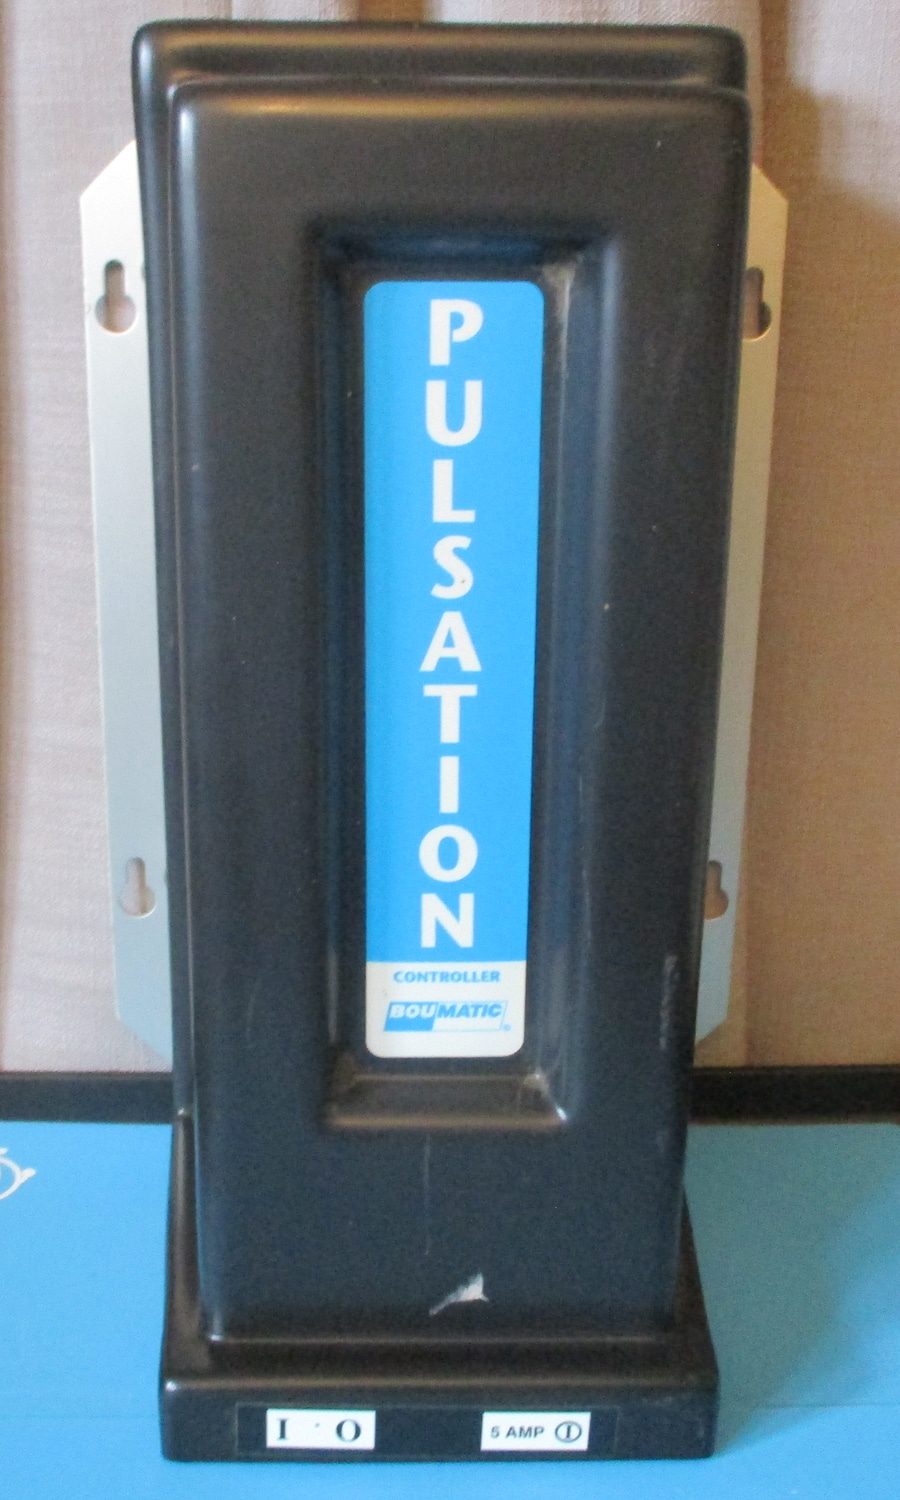 PULSATION
CONTROLLER
BOUMATIC®
I · O
5 AMP Ⓘ